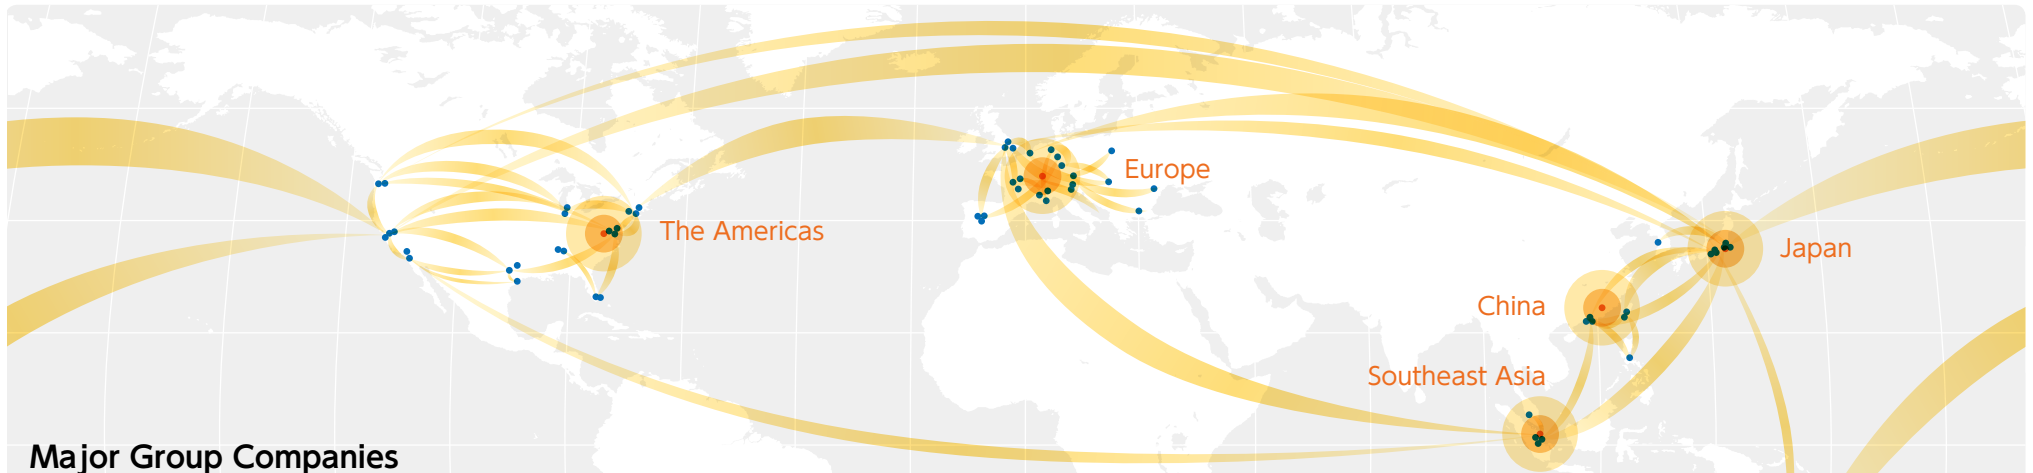 Europe
The Americas
Japan
China
Southeast Asia
Major Group Companies